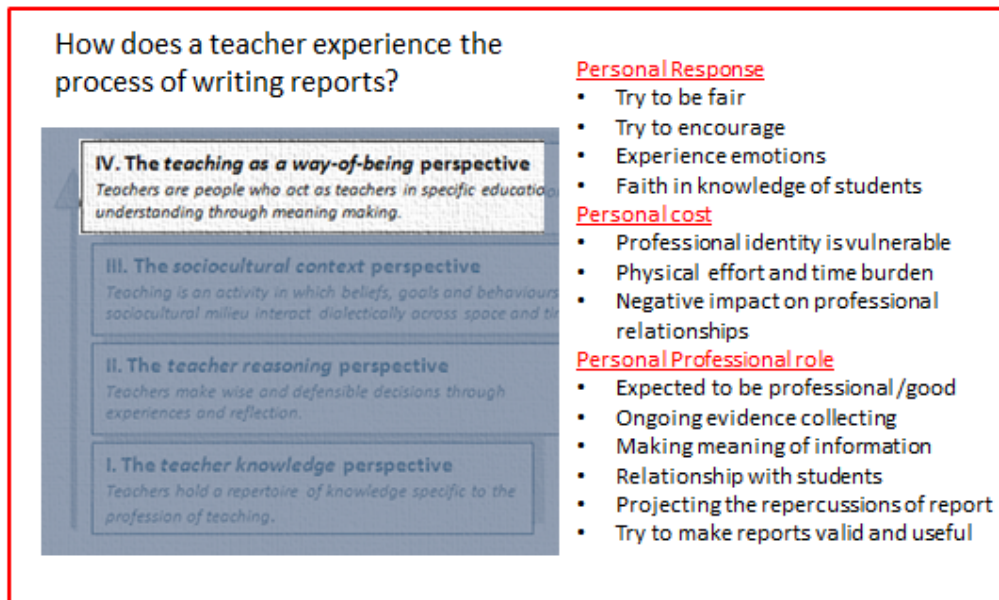 How does a teacher experience the
process of writing reports?
IV. The teaching as a way-of-being perspective
Teachers are people who act as teachers in specific educatio
understanding through meaning making.
III. The sociocultural context perspective
Teaching is an activity in which beliefs, goals and behaviours
sociocultural milieu interact dialectically across space and
II. The teacher reasoning perspective
Teachers make wise and defensible decisions through
experiences and reflection.
I. The teacher knowledge perspective
Teachers hold a repertoire of knowledge specific to the
profession of teaching.
Personal Response
• Try to be fair
• Try to encourage
• Experience emotions
• Faith in knowledge of students
Personal cost
• Professional identity is vulnerable
• Physical effort and time burden
• Negative impact on professional
relationships
Personal Professional role
• Expected to be professional/good
• Ongoing evidence collecting
• Making meaning of information
• Relationship with students
• Projecting the repercussions of report
• Try to make reports valid and useful